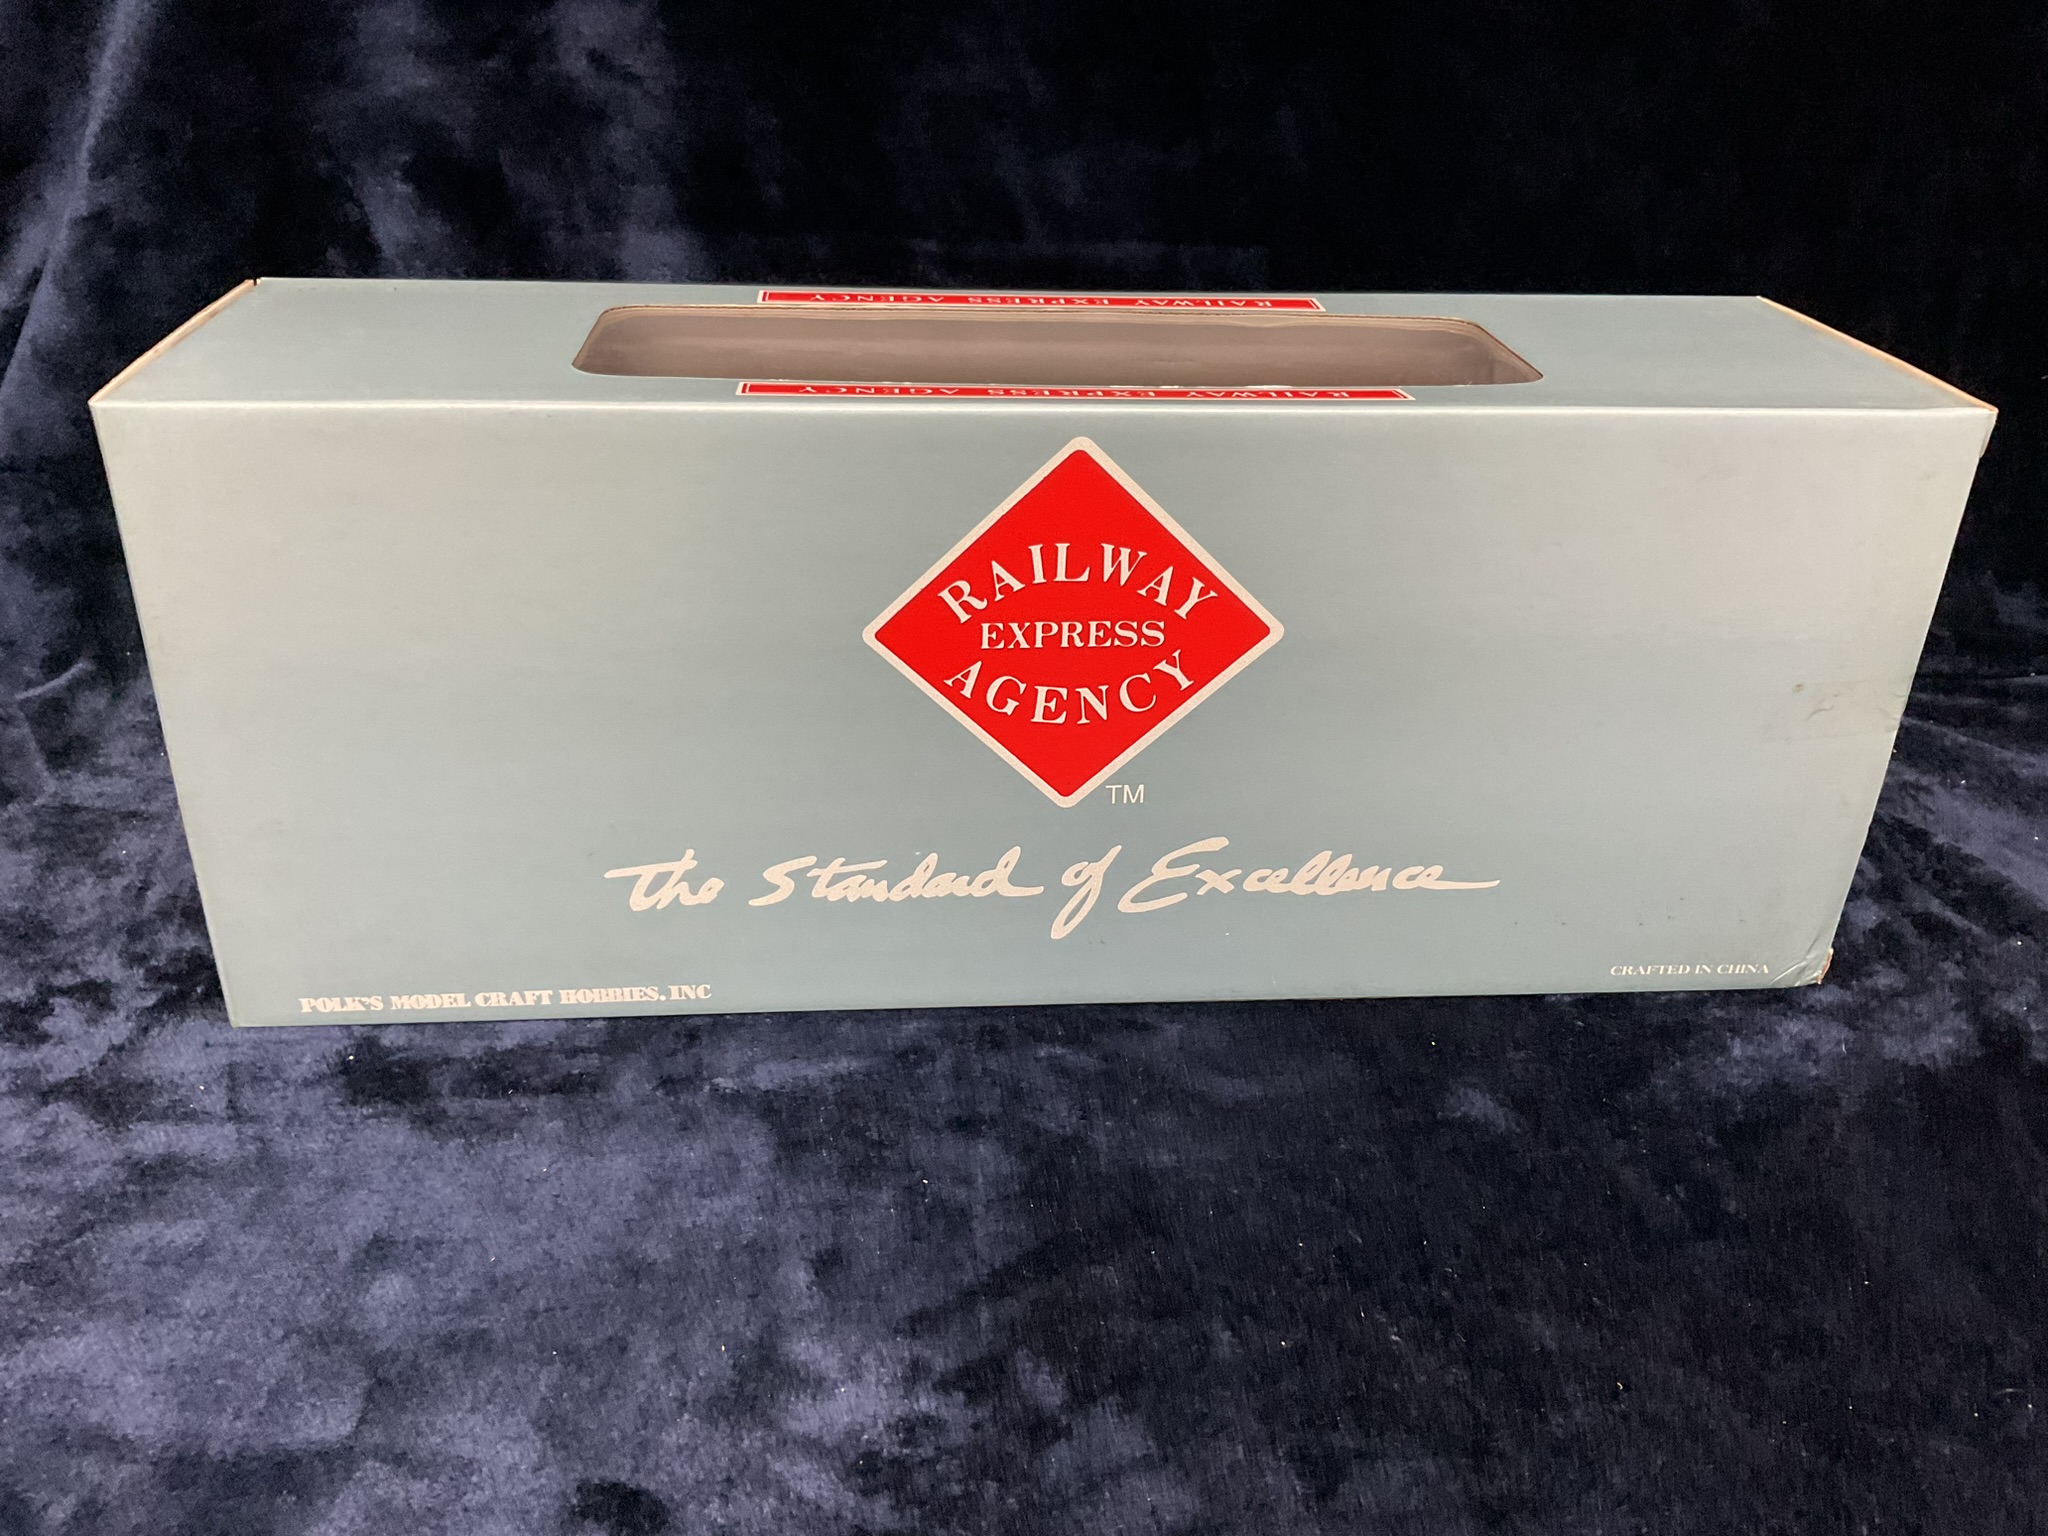 RAILWAY EXPRESS AGENCY
RAILWAY EXPRESS AGENCY
RAILWAY
EXPRESS
AGENCY
TM
The Standard of Excellence
POLK'S MODEL CRAFT HOBBIES, INC
CRAFTED IN CHINA